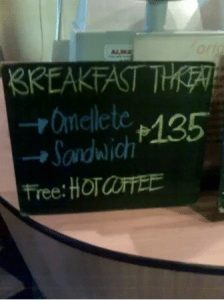 BREAKFAST THREAT
→Omellete
₱135
→Sandwich
Free: HOT COFFEE